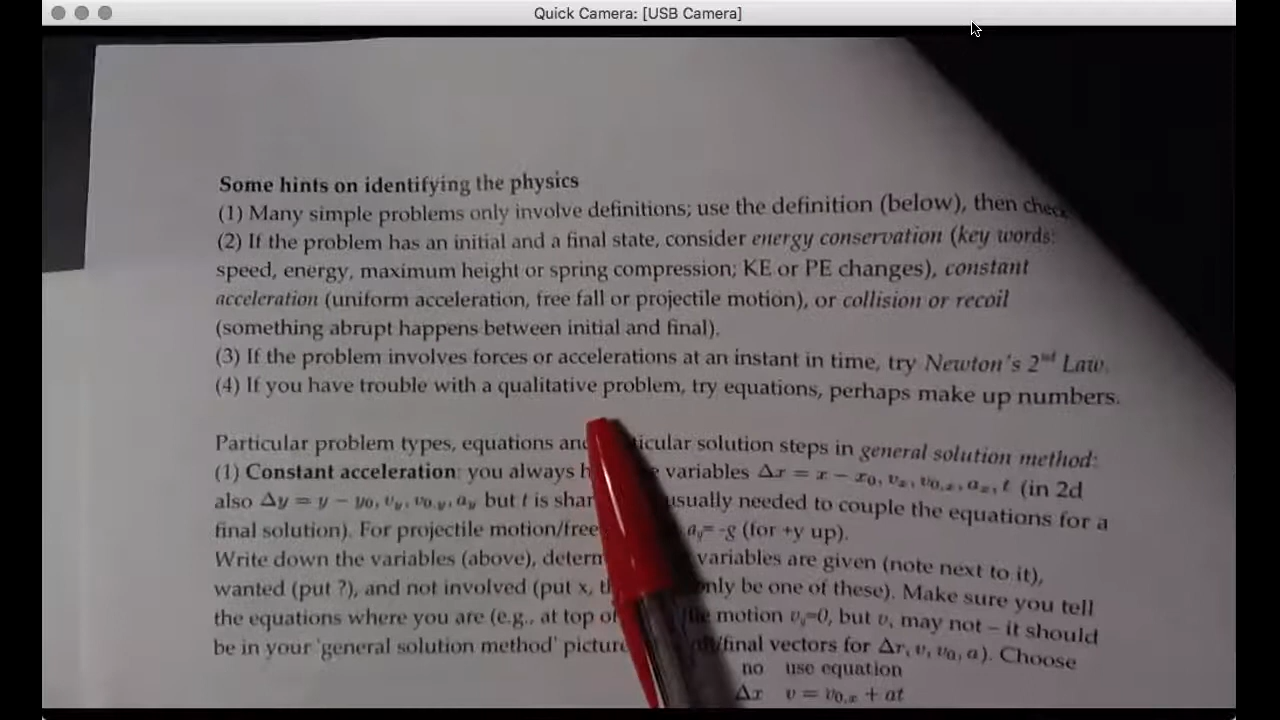 Quick Camera: [USB Camera]
Some hints on identifying the physics
(1) Many simple problems only involve definitions; use the definition (below), then check
(2) If the problem has an initial and a final state, consider energy conservation (key words:
speed, energy, maximum height or spring compression; KE or PE changes), constant
acceleration (uniform acceleration, free fall or projectile motion), or collision or recoil
(something abrupt happens between initial and final).
(3) If the problem involves forces or accelerations at an instant in time, try Newton's 2nd Law.
(4) If you have trouble with a qualitative problem, try equations, perhaps make up numbers.
Particular problem types, equations and particular solution steps in general solution method:
(1) Constant acceleration: you always variables Δx = x − x₀, vₓ, v₀,ₓ, aₓ, t (in 2d
also Δy = y − y₀, v_y, v₀,y, a_y but t is usually needed to couple the equations for a
final solution). For projectile motion/free a_y= -g (for +y up).
Write down the variables (above), variables are given (note next to it),
wanted (put ?), and not involved (put x, only be one of these). Make sure you tell
the equations where you are (e.g., at top of motion v_y=0, but vₓ may not – it should
be in your 'general solution method' picture /final vectors for Δr, v, v₀, a). Choose
no use equation
Δx v = v₀,ₓ + at